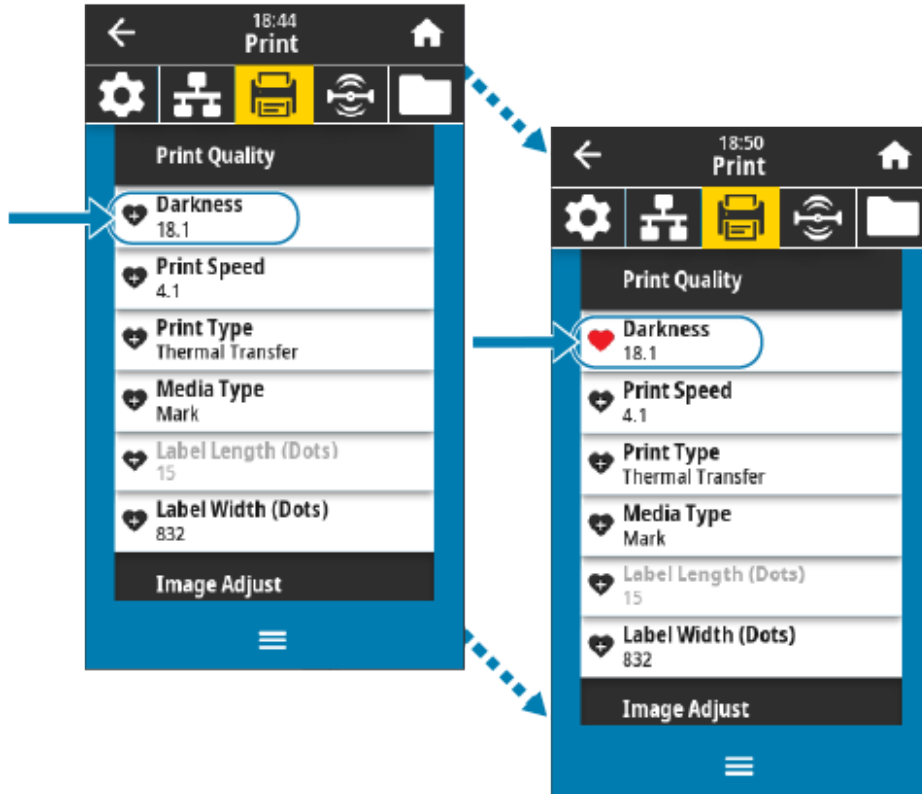 18:44
Print
Print Quality
Darkness
18.1
Print Speed
4.1
Print Type
Thermal Transfer
Media Type
Mark
Label Length (Dots)
15
Label Width (Dots)
832
Image Adjust
18:50
Print
Print Quality
Darkness
18.1
Print Speed
4.1
Print Type
Thermal Transfer
Media Type
Mark
Label Length (Dots)
15
Label Width (Dots)
832
Image Adjust